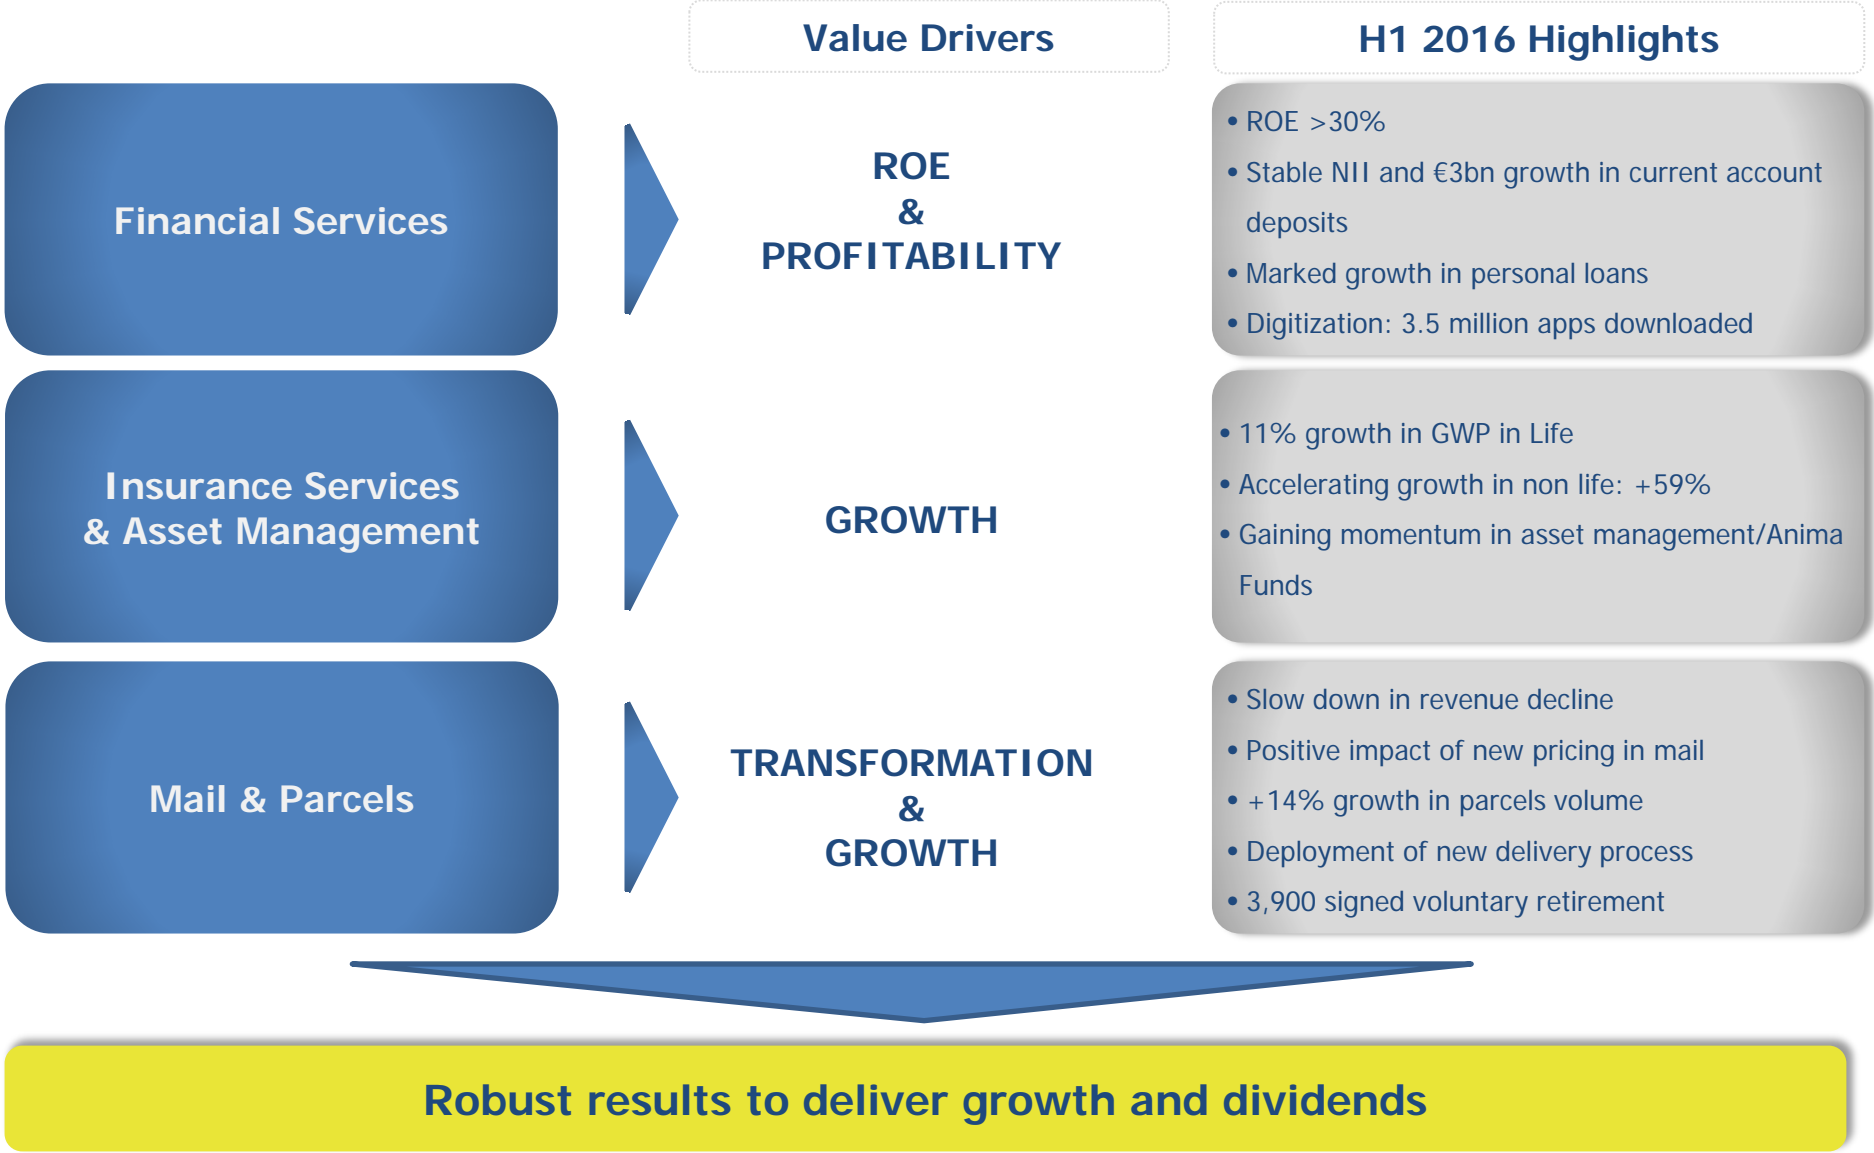 Value Drivers
H1 2016 Highlights
Financial Services
ROE
&
PROFITABILITY
• ROE >30%
• Stable NII and €3bn growth in current account
deposits
• Marked growth in personal loans
• Digitization: 3.5 million apps downloaded
Insurance Services
& Asset Management
GROWTH
• 11% growth in GWP in Life
• Accelerating growth in non life: +59%
• Gaining momentum in asset management/Anima
Funds
Mail & Parcels
TRANSFORMATION
&
GROWTH
• Slow down in revenue decline
• Positive impact of new pricing in mail
• +14% growth in parcels volume
• Deployment of new delivery process
• 3,900 signed voluntary retirement
Robust results to deliver growth and dividends